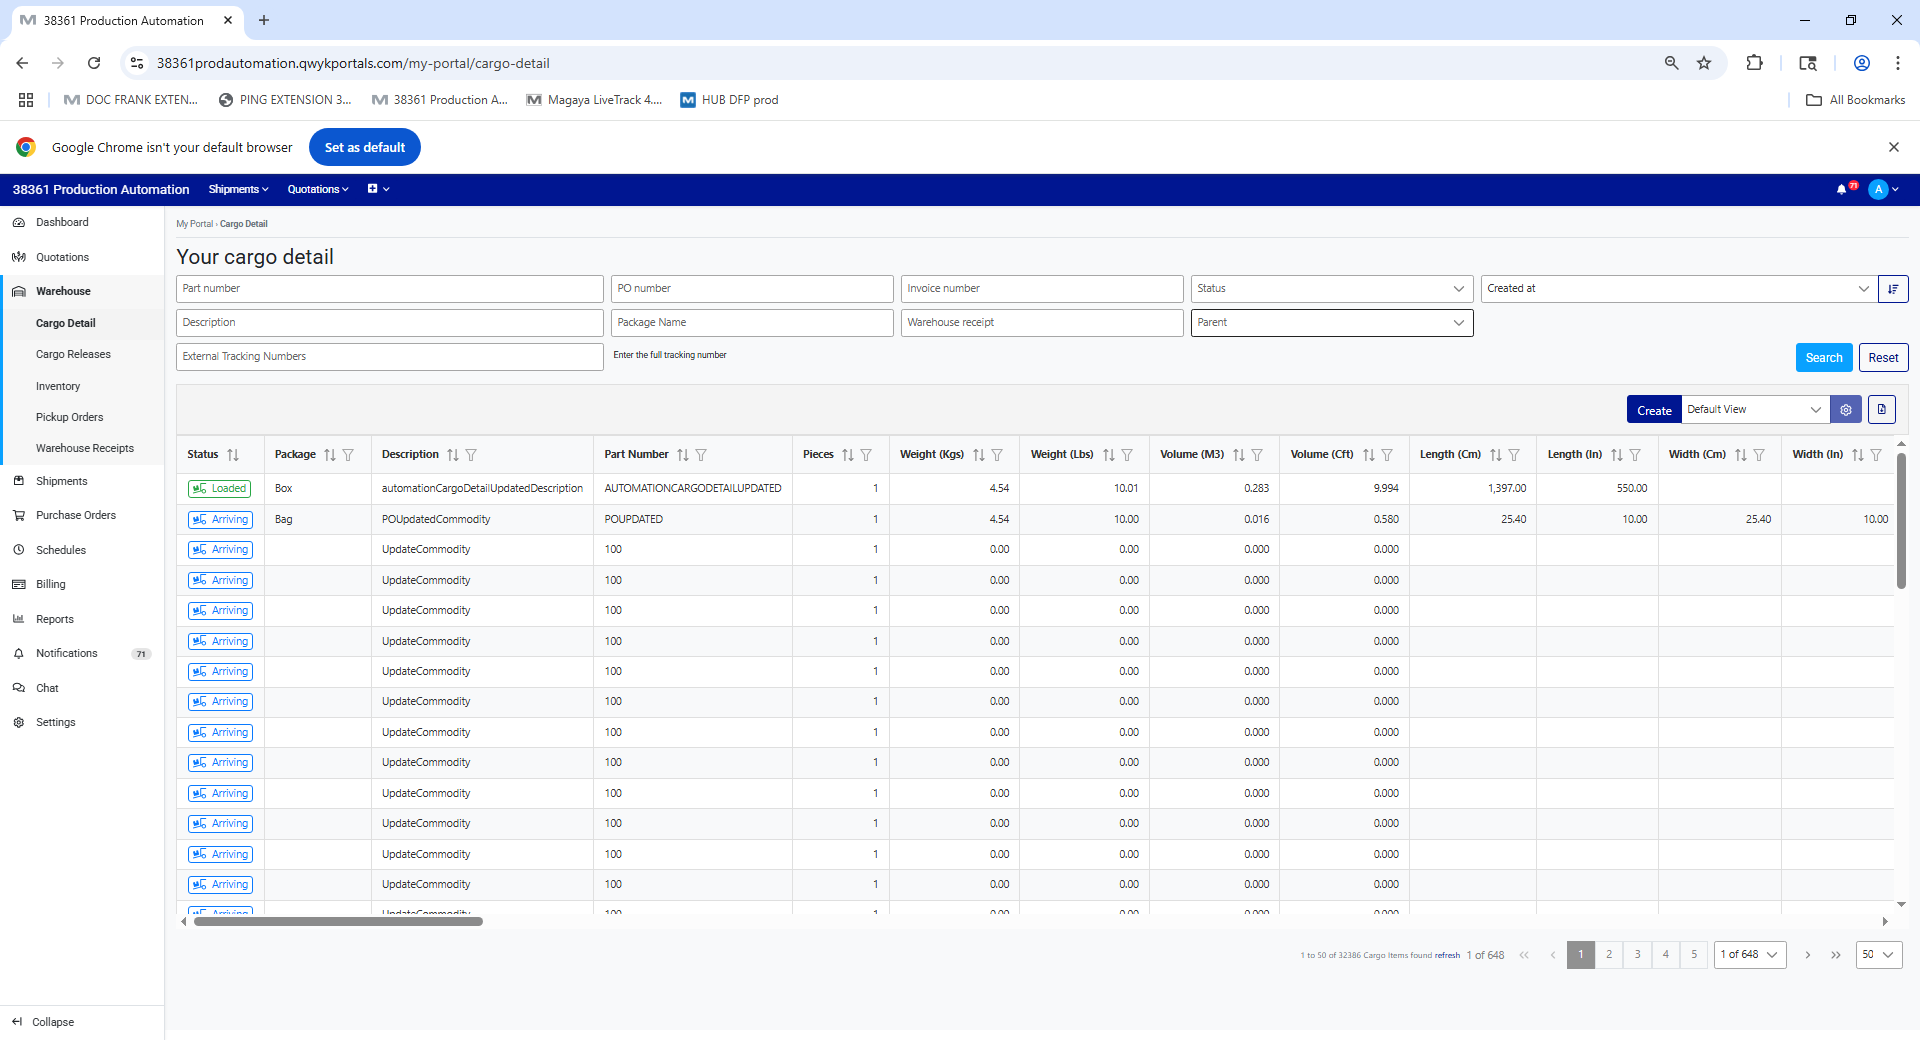 38361 Production Automation
38361prodautomation.qwykportals.com/my-portal/cargo-detail
DOC FRANK EXTEN... PING EXTENSION 3... 38361 Production A... Magaya LiveTrack 4.... HUB DFP prod All Bookmarks
Google Chrome isn't your default browser Set as default
38361 Production Automation Shipments Quotations 71 A
Dashboard
Quotations
Warehouse
Cargo Detail
Cargo Releases
Inventory
Pickup Orders
Warehouse Receipts
Shipments
Purchase Orders
Schedules
Billing
Reports
Notifications 71
Chat
Settings
Collapse
My Portal › Cargo Detail
Your cargo detail
Part number PO number Invoice number Status Created at
Description Package Name Warehouse receipt Parent
External Tracking Numbers Enter the full tracking number Search Reset
Create Default View
Status Package Description Part Number Pieces Weight (Kgs) Weight (Lbs) Volume (M3) Volume (Cft) Length (Cm) Length (In) Width (Cm) Width (In)
Loaded Box automationCargoDetailUpdatedDescription AUTOMATIONCARGODETAILUPDATED 1 4.54 10.01 0.283 9.994 1,397.00 550.00
Arriving Bag POUpdatedCommodity POUPDATED 1 4.54 10.00 0.016 0.580 25.40 10.00 25.40 10.00
Arriving UpdateCommodity 100 1 0.00 0.00 0.000 0.000
Arriving UpdateCommodity 100 1 0.00 0.00 0.000 0.000
Arriving UpdateCommodity 100 1 0.00 0.00 0.000 0.000
Arriving UpdateCommodity 100 1 0.00 0.00 0.000 0.000
Arriving UpdateCommodity 100 1 0.00 0.00 0.000 0.000
Arriving UpdateCommodity 100 1 0.00 0.00 0.000 0.000
Arriving UpdateCommodity 100 1 0.00 0.00 0.000 0.000
Arriving UpdateCommodity 100 1 0.00 0.00 0.000 0.000
Arriving UpdateCommodity 100 1 0.00 0.00 0.000 0.000
Arriving UpdateCommodity 100 1 0.00 0.00 0.000 0.000
Arriving UpdateCommodity 100 1 0.00 0.00 0.000 0.000
Arriving UpdateCommodity 100 1 0.00 0.00 0.000 0.000
Arriving UpdateCommodity 100 1 0.00 0.00 0.000 0.000
1 to 50 of 32386 Cargo Items found refresh 1 of 648 1 2 3 4 5 1 of 648 50